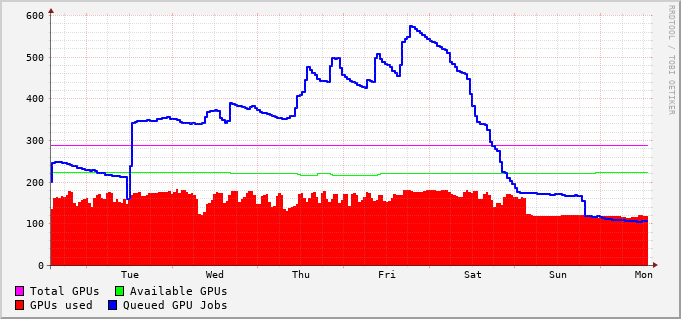 600
500
400
300
200
100
0
Tue Wed Thu Fri Sat Sun Mon
Total GPUs Available GPUs
GPUs used Queued GPU Jobs
RRDTOOL / TOBI OETIKER